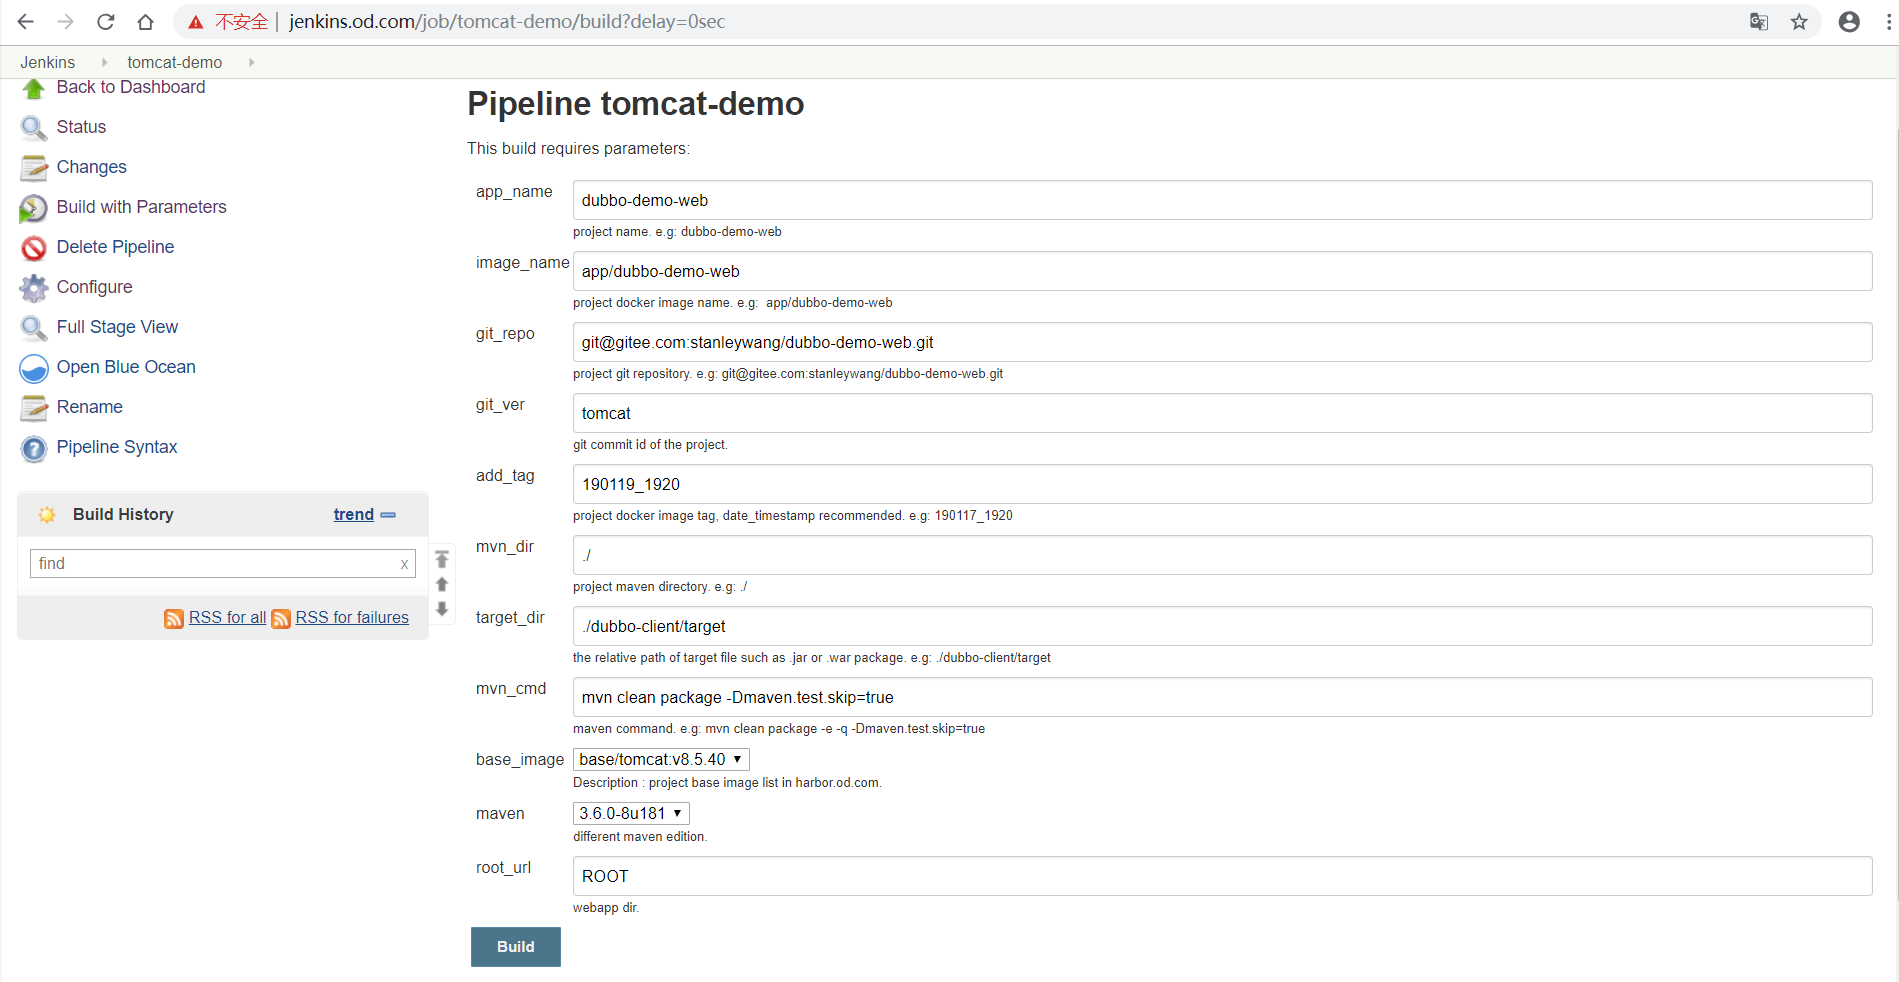 不安全 | jenkins.od.com/job/tomcat-demo/build?delay=0sec
Jenkins tomcat-demo
Back to Dashboard
Status
Changes
Build with Parameters
Delete Pipeline
Configure
Full Stage View
Open Blue Ocean
Rename
Pipeline Syntax
Build History trend
find x
RSS for all RSS for failures
Pipeline tomcat-demo
This build requires parameters:
app_name dubbo-demo-web
project name. e.g: dubbo-demo-web
image_name app/dubbo-demo-web
project docker image name. e.g: app/dubbo-demo-web
git_repo git@gitee.com:stanleywang/dubbo-demo-web.git
project git repository. e.g: git@gitee.com:stanleywang/dubbo-demo-web.git
git_ver tomcat
git commit id of the project.
add_tag 190119_1920
project docker image tag, date_timestamp recommended. e.g: 190117_1920
mvn_dir ./
project maven directory. e.g: ./
target_dir ./dubbo-client/target
the relative path of target file such as .jar or .war package. e.g: ./dubbo-client/target
mvn_cmd mvn clean package -Dmaven.test.skip=true
maven command. e.g: mvn clean package -e -q -Dmaven.test.skip=true
base_image base/tomcat:v8.5.40
Description : project base image list in harbor.od.com.
maven 3.6.0-8u181
different maven edition.
root_url ROOT
webapp dir.
Build